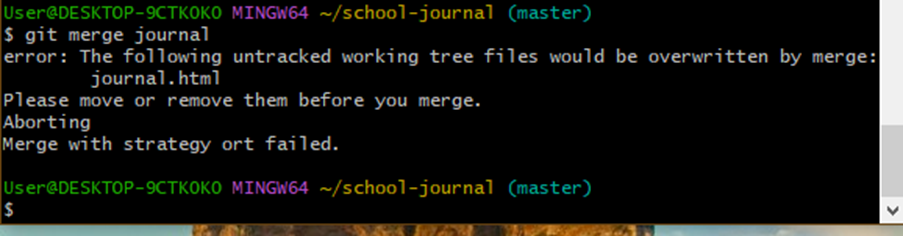 User@DESKTOP-9CTKOKO MINGW64 ~/school-journal (master)
$ git merge journal
error: The following untracked working tree files would be overwritten by merge:
        journal.html
Please move or remove them before you merge.
Aborting
Merge with strategy ort failed.

User@DESKTOP-9CTKOKO MINGW64 ~/school-journal (master)
$